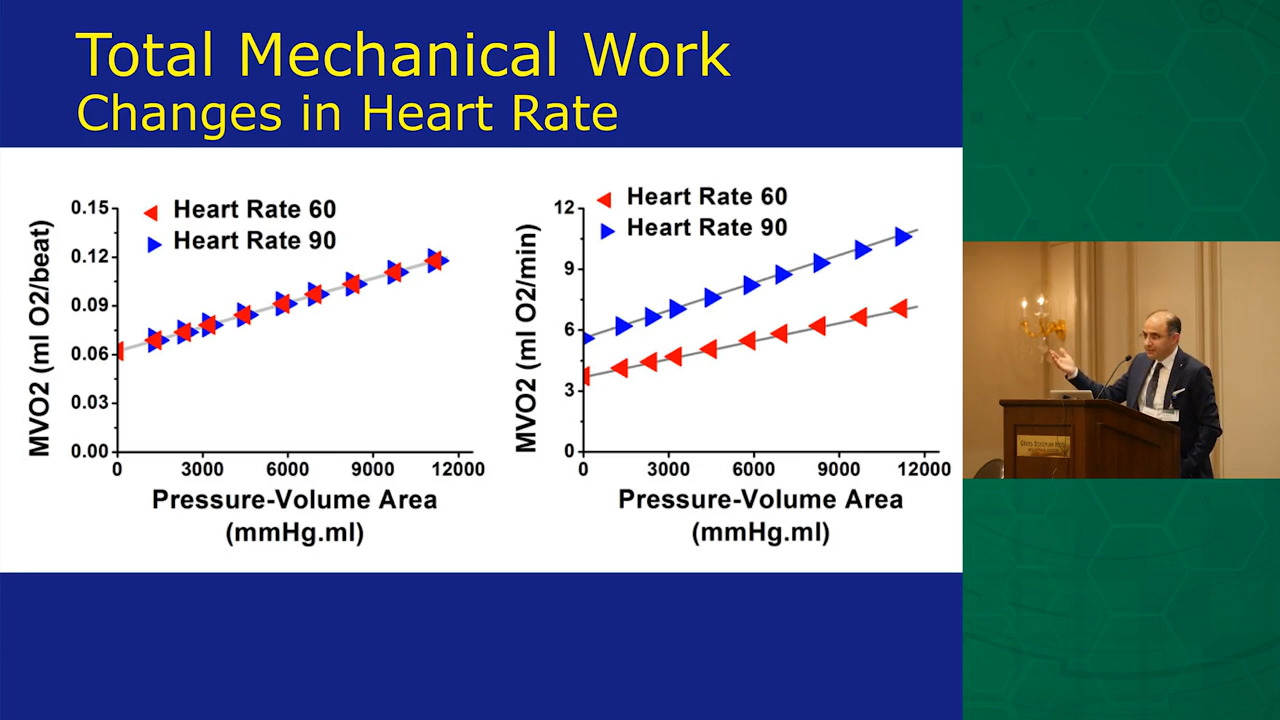 Total Mechanical Work
Changes in Heart Rate
Heart Rate 60
Heart Rate 90
MVO2 (ml O2/beat)
0.15
0.12
0.09
0.06
0.03
0.00
0
3000
6000
9000
12000
Pressure-Volume Area
(mmHg.ml)
Heart Rate 60
Heart Rate 90
MVO2 (ml O2/min)
12
9
6
3
0
0
3000
6000
9000
12000
Pressure-Volume Area
(mmHg.ml)